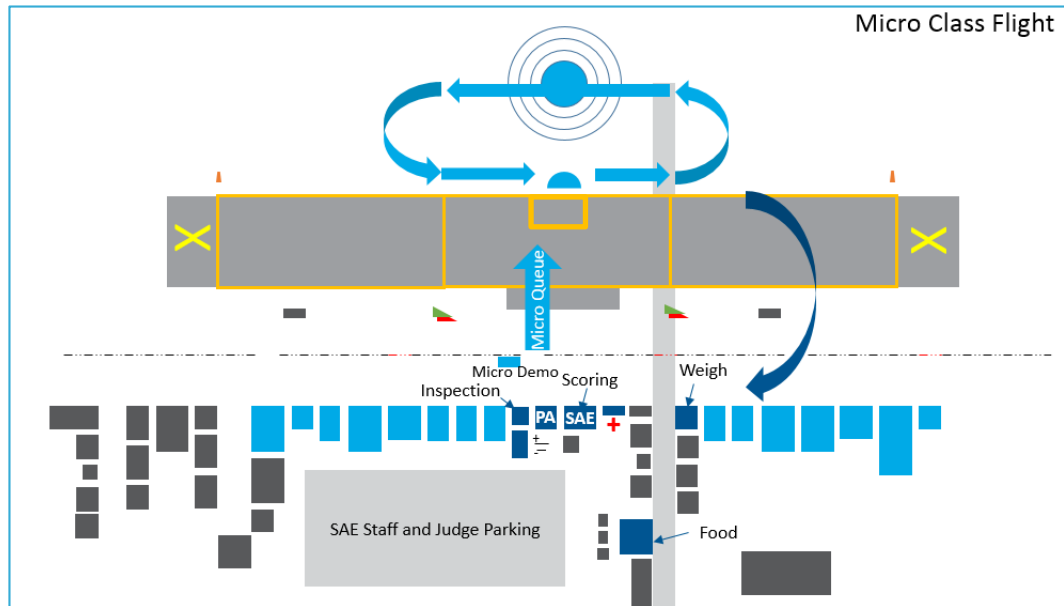 Micro Class Flight
Micro Queue
Micro Demo
Inspection
Scoring
Weigh
PA
SAE
SAE Staff and Judge Parking
Food